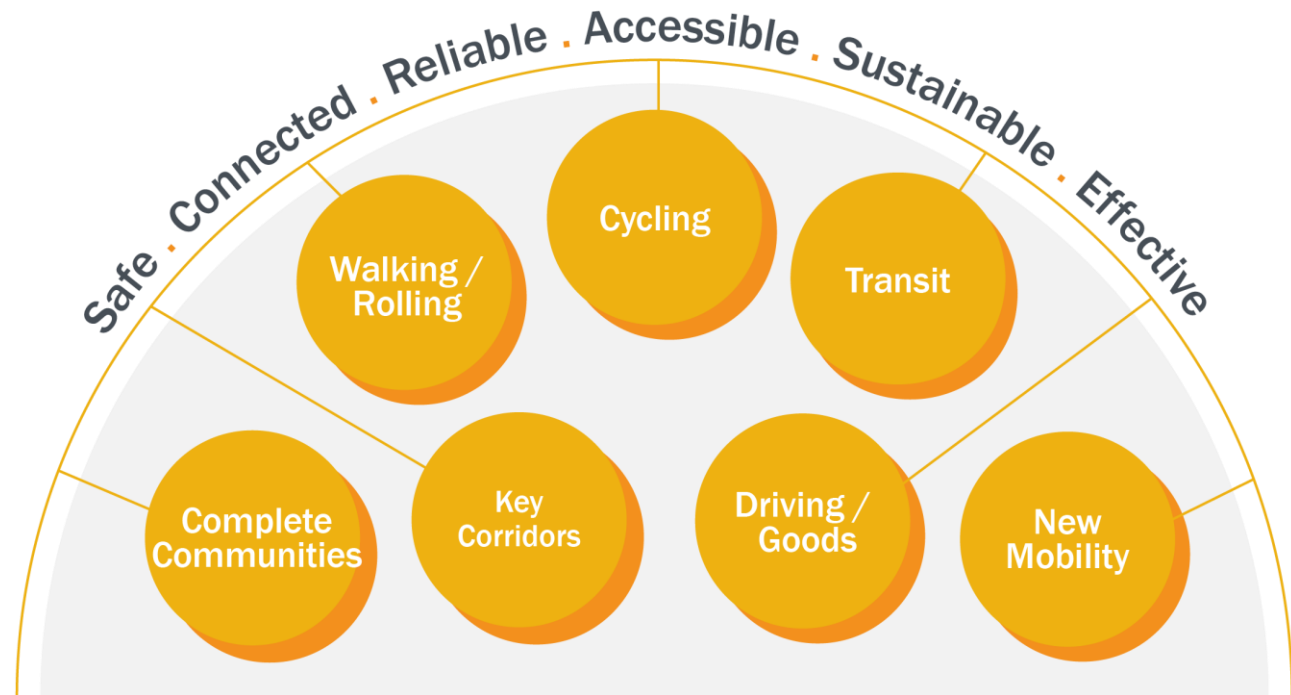 Safe . Connected . Reliable . Accessible . Sustainable . Effective
Cycling
Walking /
Rolling
Transit
Complete
Communities
Key
Corridors
Driving /
Goods
New
Mobility